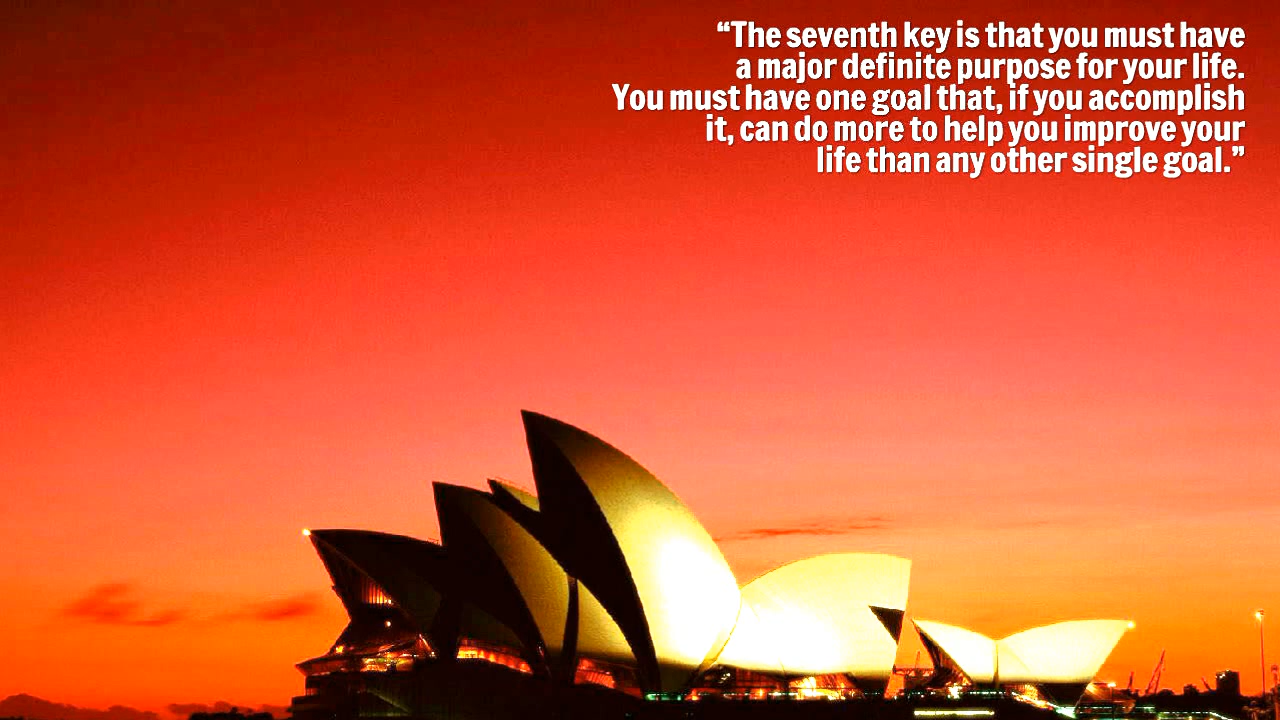 “The seventh key is that you must have
a major definite purpose for your life.
You must have one goal that, if you accomplish
it, can do more to help you improve your
life than any other single goal.”